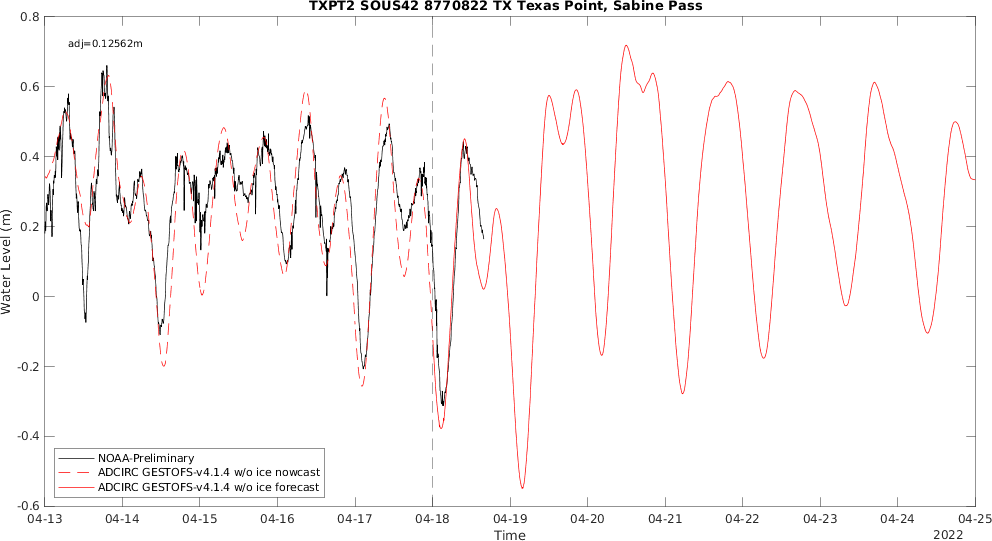 TXPT2 SOUS42 8770822 TX Texas Point, Sabine Pass
adj=0.12562m
0.8
0.6
0.4
0.2
0
-0.2
-0.4
-0.6
Water Level (m)
NOAA-Preliminary
ADCIRC GESTOFS-v4.1.4 w/o ice nowcast
ADCIRC GESTOFS-v4.1.4 w/o ice forecast
04-13 04-14 04-15 04-16 04-17 04-18 04-19 04-20 04-21 04-22 04-23 04-24 04-25
Time
2022